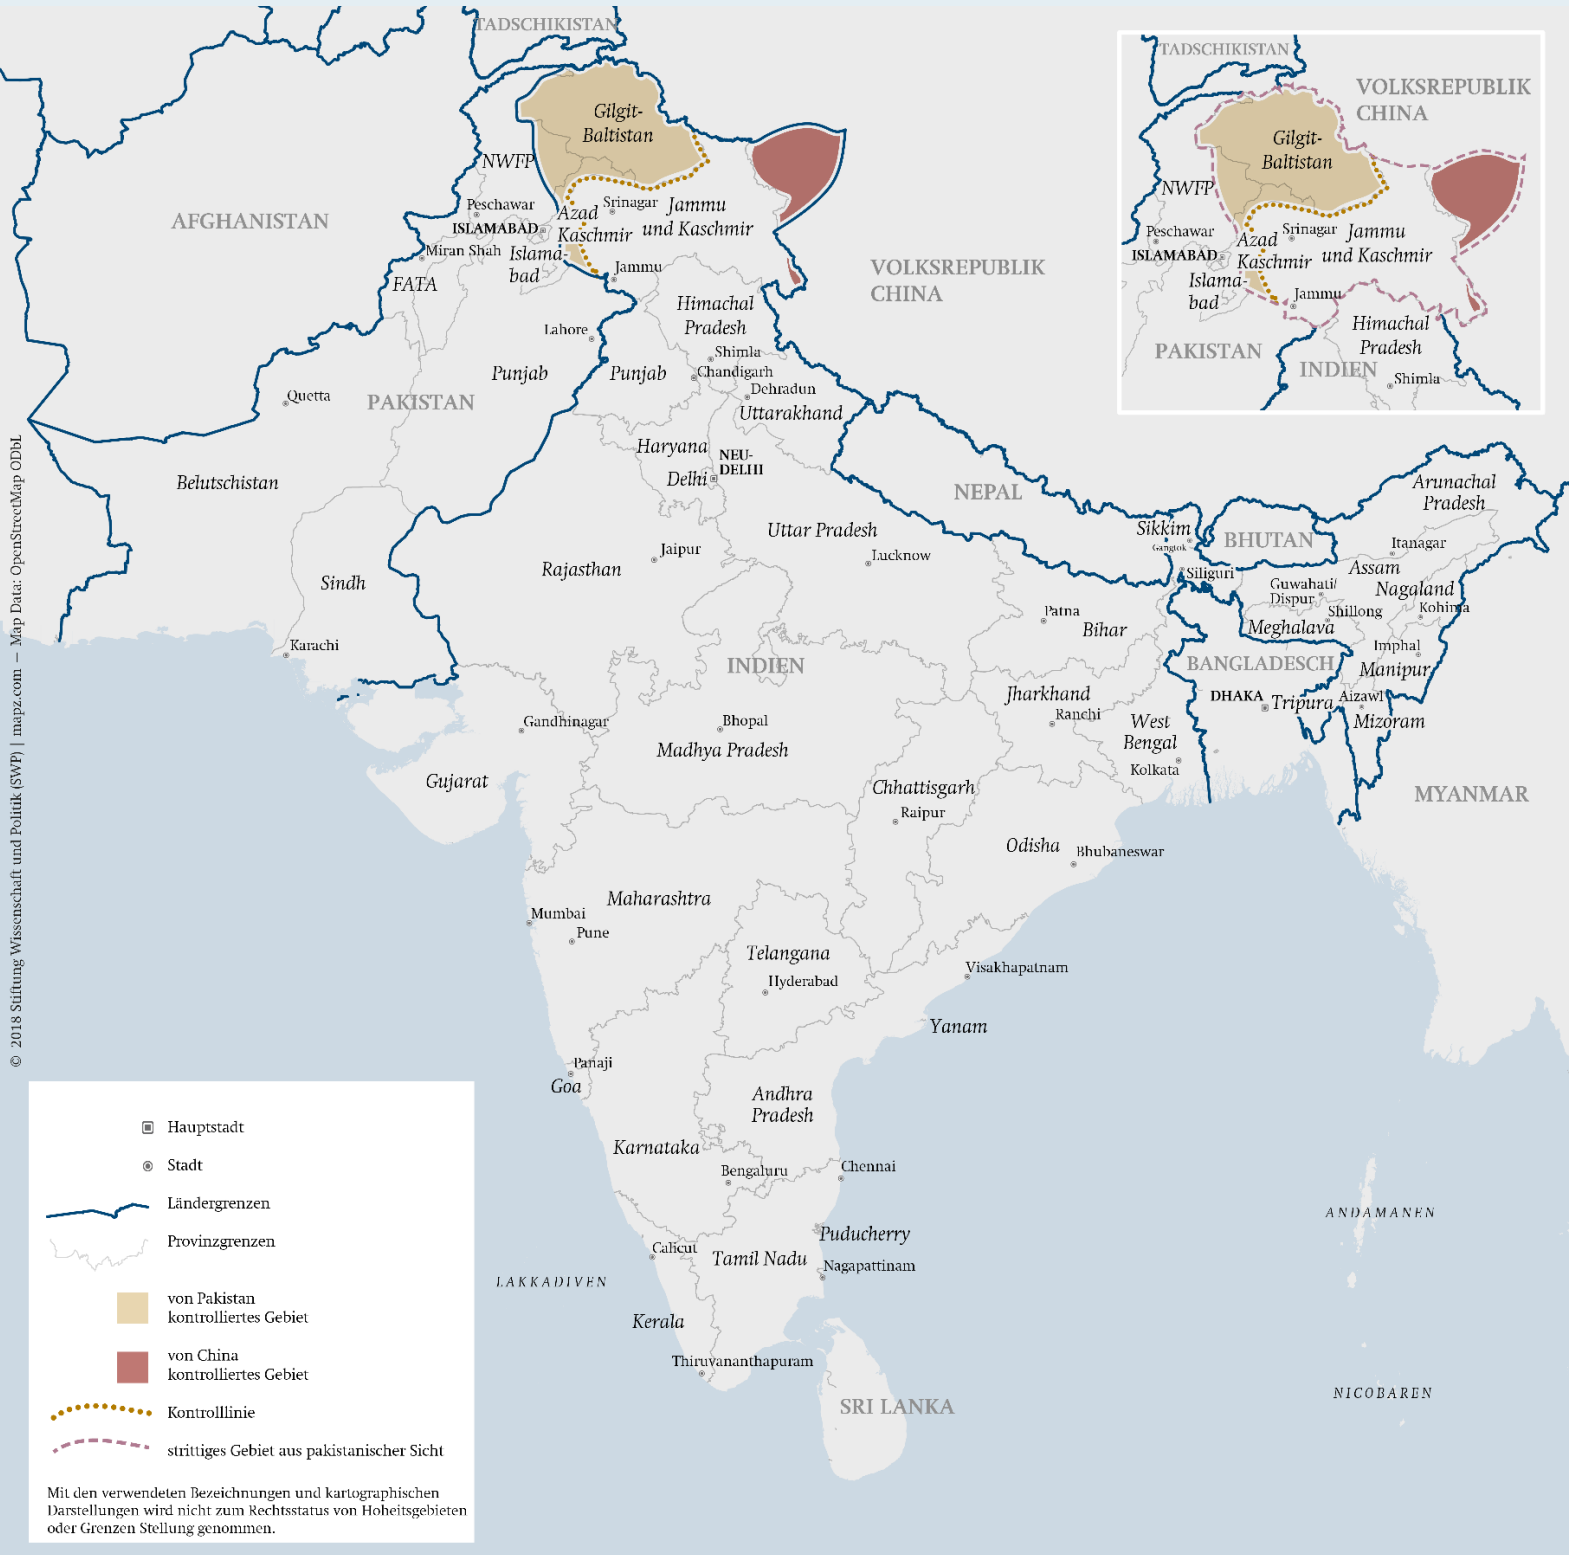 TADSCHIKISTAN
Gilgit-
Baltistan
NWFP
Peschawar
ISLAMABAD
Azad
Kaschmir
Srinagar
Jammu
und Kaschmir
AFGHANISTAN
Miran Shah
Islama-
bad
Jammu
FATA
VOLKSREPUBLIK
CHINA
Himachal
Pradesh
Lahore
Shimla
Punjab
Punjab
Chandigarh
Dehradun
Uttarakhand
Quetta
PAKISTAN
Haryana
NEU-
DELHI
Delhi
Belutschistan
NEPAL
Arunachal
Pradesh
Uttar Pradesh
Sikkim
Gangtok
BHUTAN
Itanagar
Jaipur
Lucknow
Rajasthan
Siliguri
Assam
Sindh
Guwahati/
Dispur
Nagaland
Patna
Shillong
Kohima
Bihar
Meghalaya
Karachi
Imphal
INDIEN
BANGLADESCH
Manipur
Jharkhand
DHAKA
Tripura
Aizawl
Ranchi
Gandhinagar
Bhopal
West
Bengal
Mizoram
Madhya Pradesh
Kolkata
Gujarat
Chhattisgarh
MYANMAR
Raipur
Odisha
Bhubaneswar
Maharashtra
Mumbai
Pune
Telangana
Hyderabad
Visakhapatnam
Yanam
Panaji
Goa
Andhra
Pradesh
Karnataka
Bengaluru
Chennai
ANDAMANEN
Puducherry
Calicut
Tamil Nadu
Nagapattinam
LAKKADIVEN
Kerala
Thiruvananthapuram
NICOBAREN
SRI LANKA
TADSCHIKISTAN
VOLKSREPUBLIK
CHINA
Gilgit-
Baltistan
NWFP
Peschawar
ISLAMABAD
Azad
Kaschmir
Srinagar
Jammu
und Kaschmir
Islama-
bad
Jammu
PAKISTAN
Himachal
Pradesh
INDIEN
Shimla
© 2018 Stiftung Wissenschaft und Politik (SWP) | mapz.com – Map Data: OpenStreetMap ODbL
Hauptstadt
Stadt
Ländergrenzen
Provinzgrenzen
von Pakistan
kontrolliertes Gebiet
von China
kontrolliertes Gebiet
Kontrolllinie
strittiges Gebiet aus pakistanischer Sicht
Mit den verwendeten Bezeichnungen und kartographischen
Darstellungen wird nicht zum Rechtsstatus von Hoheitsgebieten
oder Grenzen Stellung genommen.